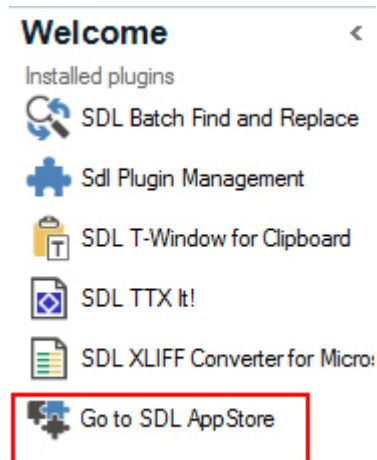 Welcome <
Installed plugins
SDL Batch Find and Replace
Sdl Plugin Management
SDL T-Window for Clipboard
SDL TTX It!
SDL XLIFF Converter for Micro
Go to SDL AppStore